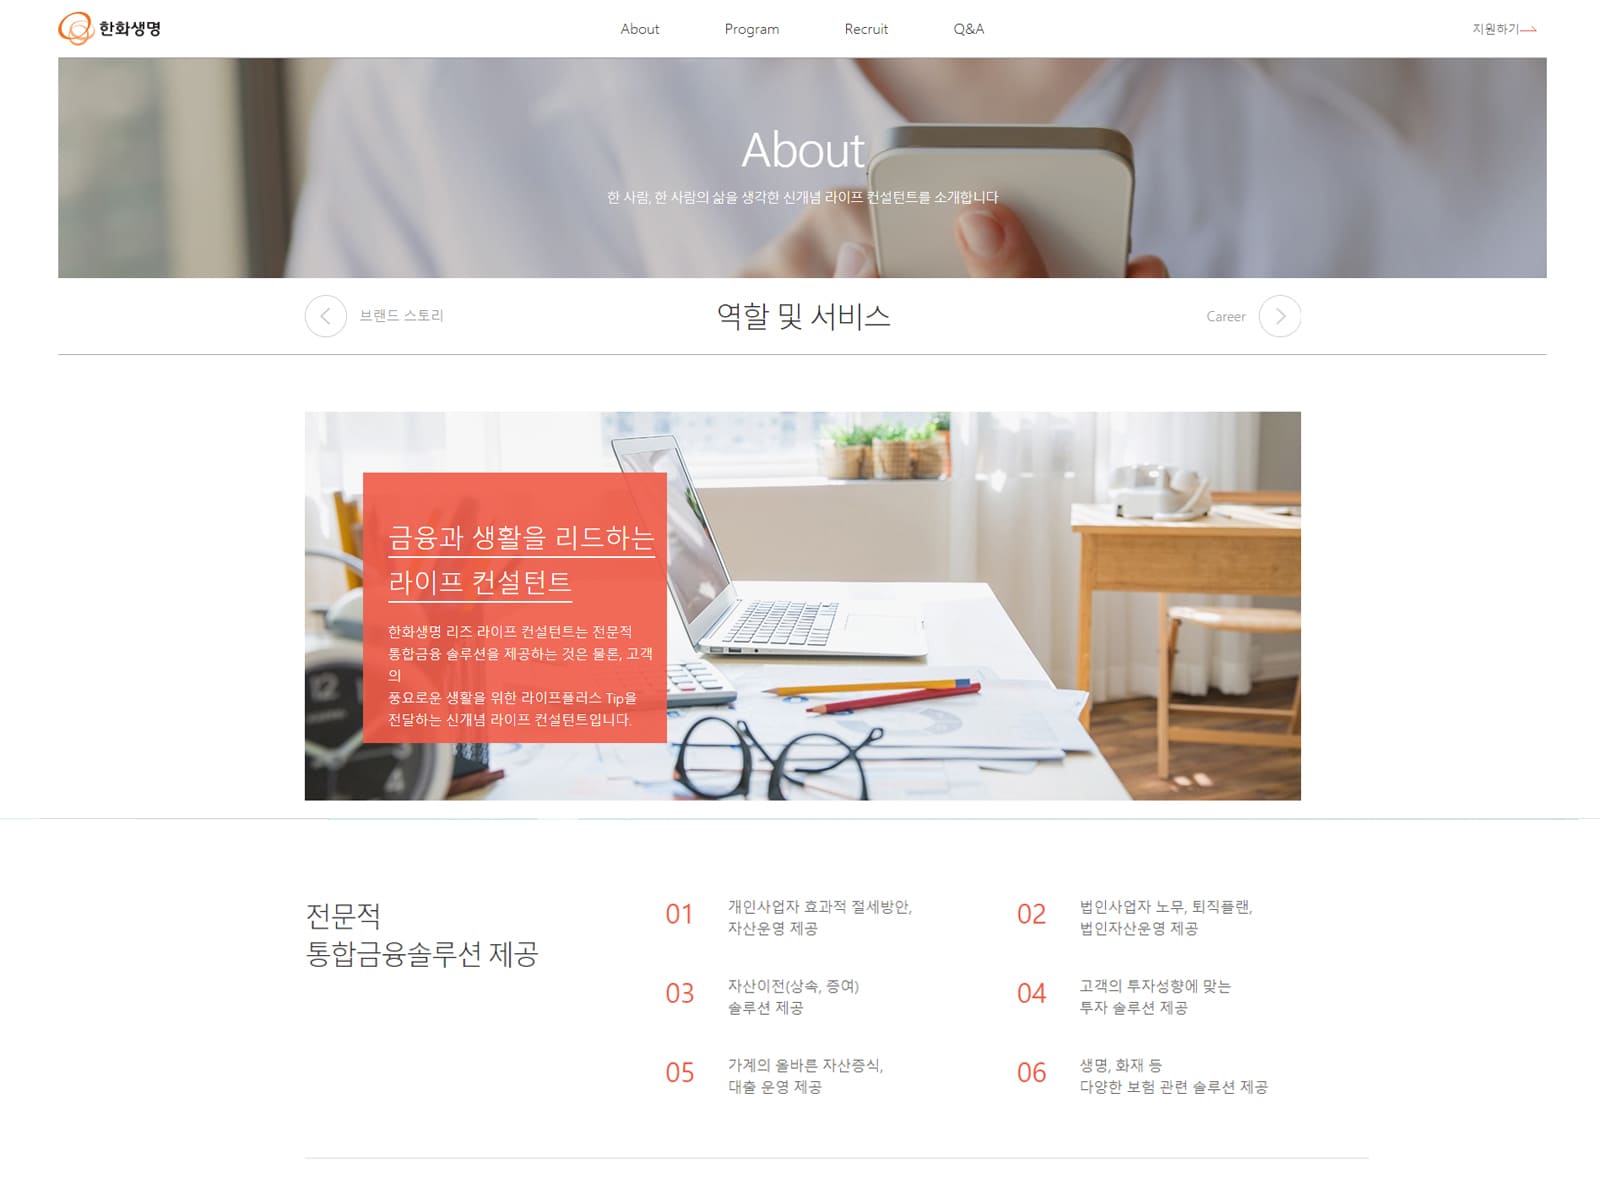 한화생명
About
Program
Recruit
Q&A
지원하기
About
한 사람, 한 사람의 삶을 생각한 신개념 라이프 컨설턴트를 소개합니다
브랜드 스토리
역할 및 서비스
Career
금융과 생활을 리드하는
라이프 컨설턴트
한화생명 리즈 라이프 컨설턴트는 전문적
통합금융 솔루션을 제공하는 것은 물론, 고객
의
풍요로운 생활을 위한 라이프플러스 Tip을
전달하는 신개념 라이프 컨설턴트입니다.
전문적
통합금융솔루션 제공
01
개인사업자 효과적 절세방안,
자산운영 제공
02
법인사업자 노무, 퇴직플랜,
법인자산운영 제공
03
자산이전(상속, 증여)
솔루션 제공
04
고객의 투자성향에 맞는
투자 솔루션 제공
05
가계의 올바른 자산증식,
대출 운영 제공
06
생명, 화재 등
다양한 보험 관련 솔루션 제공